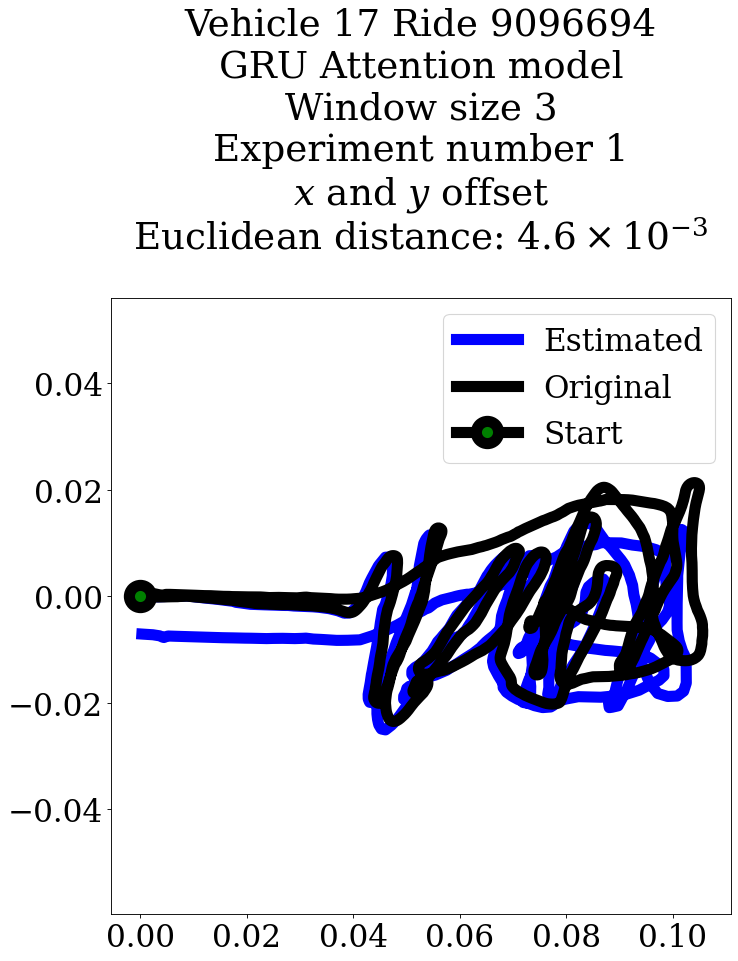 Vehicle 17 Ride 9096694
GRU Attention model
Window size 3
Experiment number 1
x and y offset
Euclidean distance: 4.6 × 10⁻³
Estimated
Original
Start
0.04
0.02
0.00
−0.02
−0.04
0.00 0.02 0.04 0.06 0.08 0.10